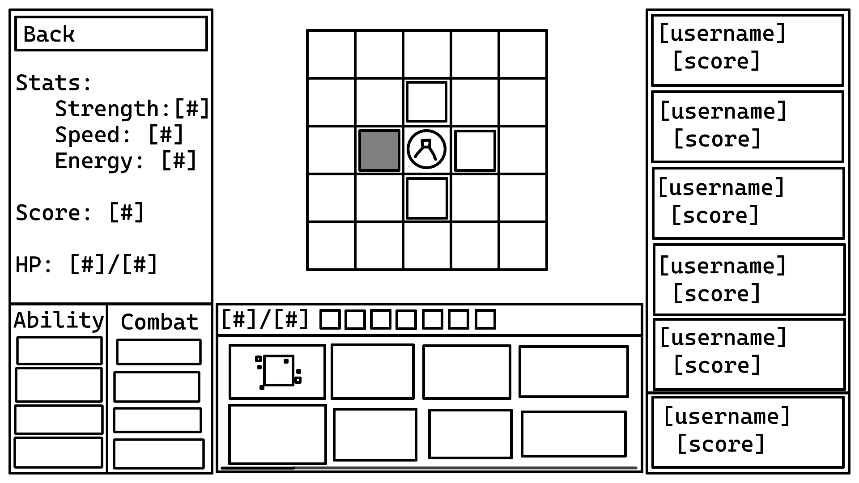 Back
Stats:
Strength:[#]
Speed: [#]
Energy: [#]
Score: [#]
HP: [#]/[#]
Ability
Combat
[#]/[#]
[username]
[score]
[username]
[score]
[username]
[score]
[username]
[score]
[username]
[score]
[username]
[score]